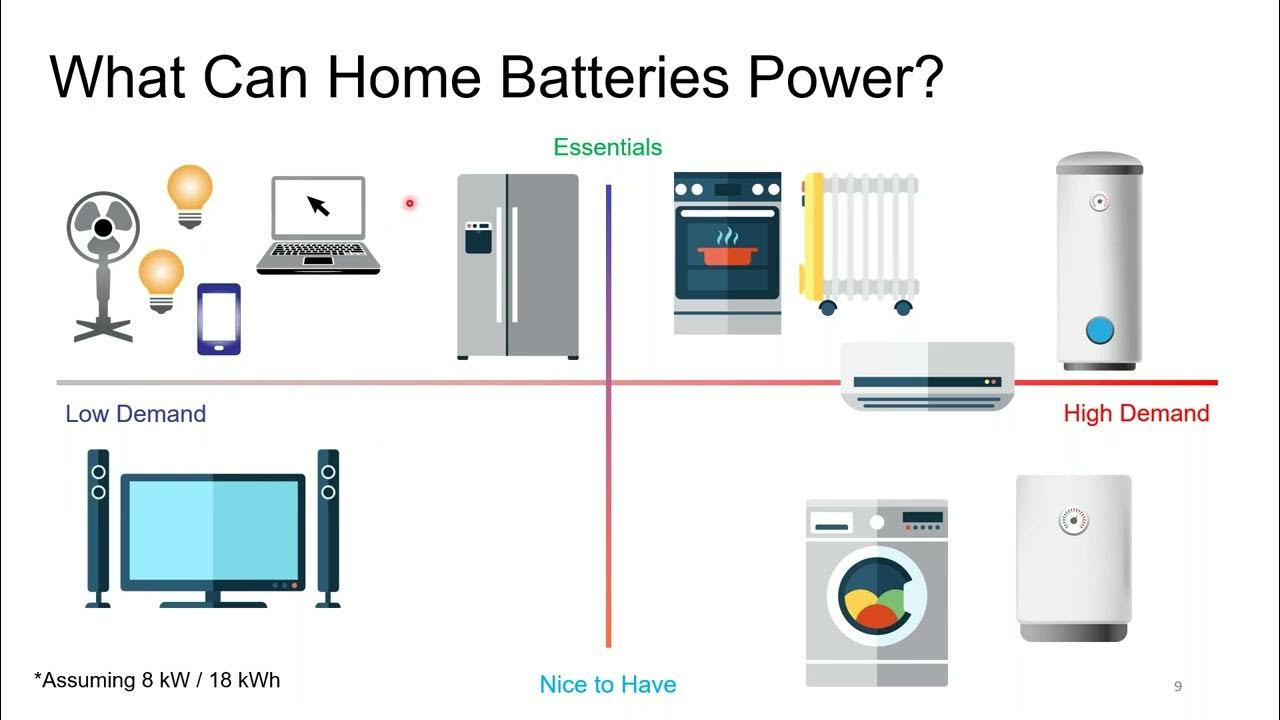 What Can Home Batteries Power?
Essentials
Low Demand
High Demand
*Assuming 8 kW / 18 kWh
Nice to Have
9